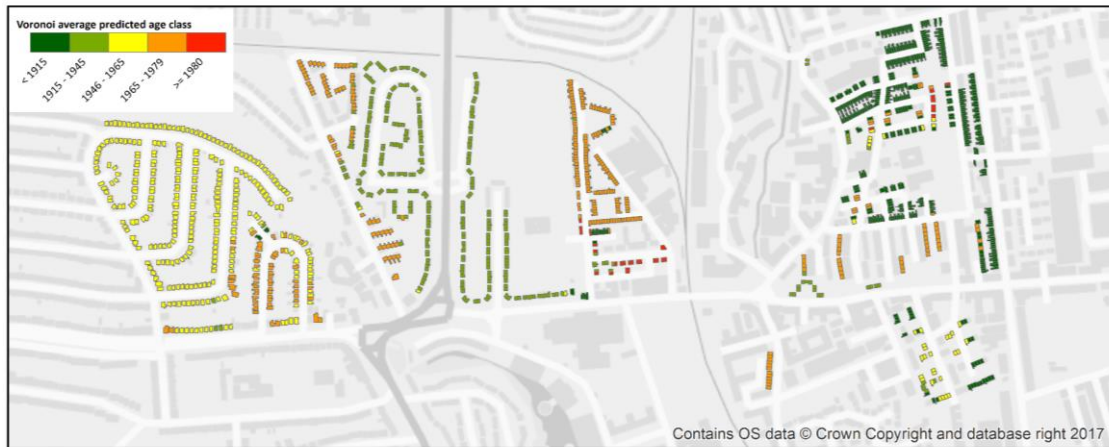 Voronoi average predicted age class
< 1915
1915 - 1945
1946 - 1965
1965 - 1979
>= 1980
Contains OS data © Crown Copyright and database right 2017